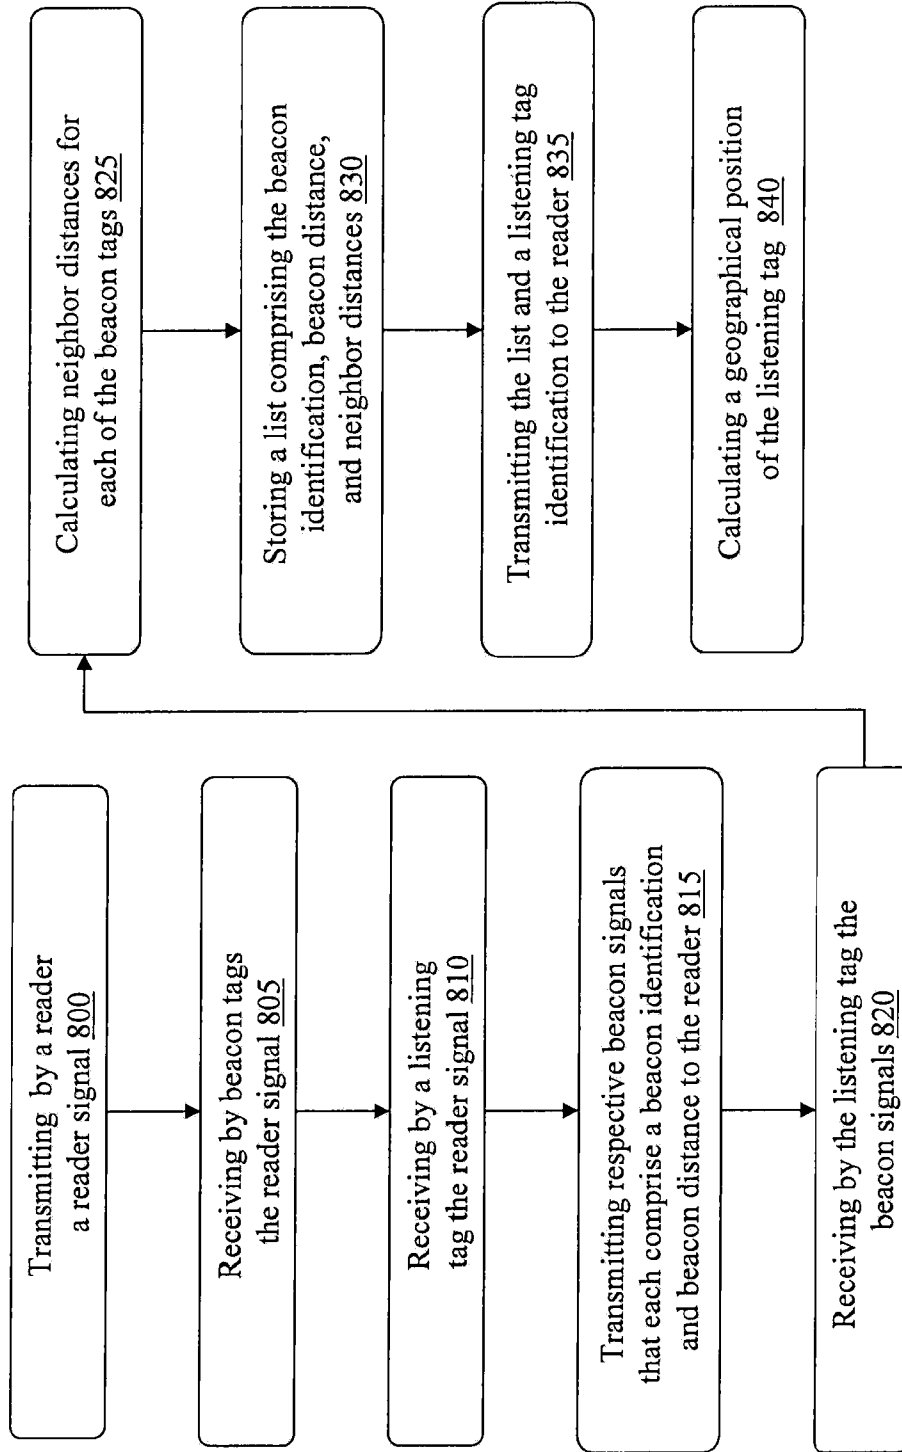 Transmitting by a reader
a reader signal 800
Receiving by beacon tags
the reader signal 805
Receiving by a listening
tag the reader signal 810
Transmitting respective beacon signals
that each comprise a beacon identification
and beacon distance to the reader 815
Receiving by the listening tag the
beacon signals 820
Calculating neighbor distances for
each of the beacon tags 825
Storing a list comprising the beacon
identification, beacon distance,
and neighbor distances 830
Transmitting the list and a listening tag
identification to the reader 835
Calculating a geographical position
of the listening tag 840